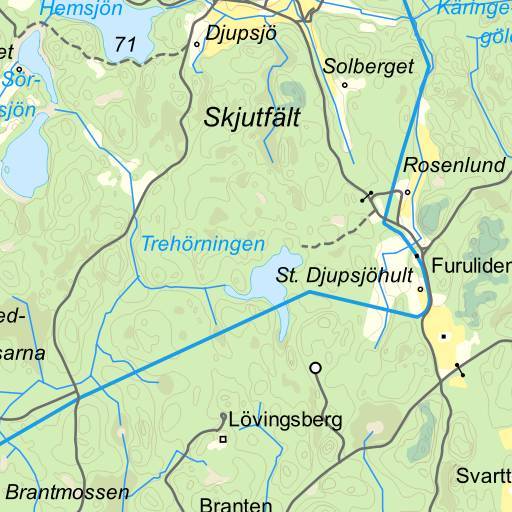 Hemsjön
Käringe-
göl
71
Djupsjö
et
Solberget
Sör-
sjön
Skjutfält
Rosenlund
Trehörningen
St. Djupsjöhult
Furuliden
ed-
sarna
Lövingsberg
Svartt
Brantmossen
Branten